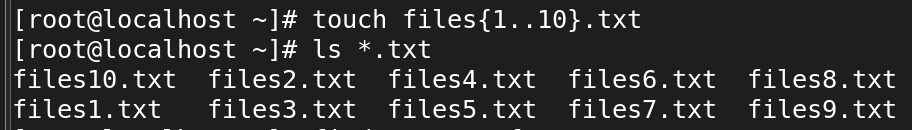 [root@localhost ~]# touch files{1..10}.txt
[root@localhost ~]# ls *.txt
files10.txt  files2.txt  files4.txt  files6.txt  files8.txt
files1.txt   files3.txt  files5.txt  files7.txt  files9.txt